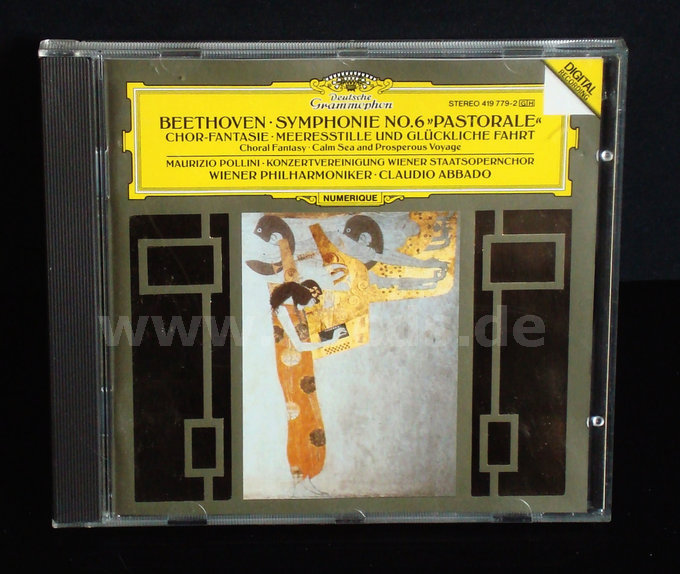 Deutsche
Grammophon
STEREO 419 779-2 GH
DIGITAL
RECORDING
BEETHOVEN · SYMPHONIE NO.6 »PASTORALE«
CHOR-FANTASIE · MEERESSTILLE UND GLÜCKLICHE FAHRT
Choral Fantasy · Calm Sea and Prosperous Voyage
MAURIZIO POLLINI · KONZERTVEREINIGUNG WIENER STAATSOPERNCHOR
WIENER PHILHARMONIKER · CLAUDIO ABBADO
NUMERIQUE